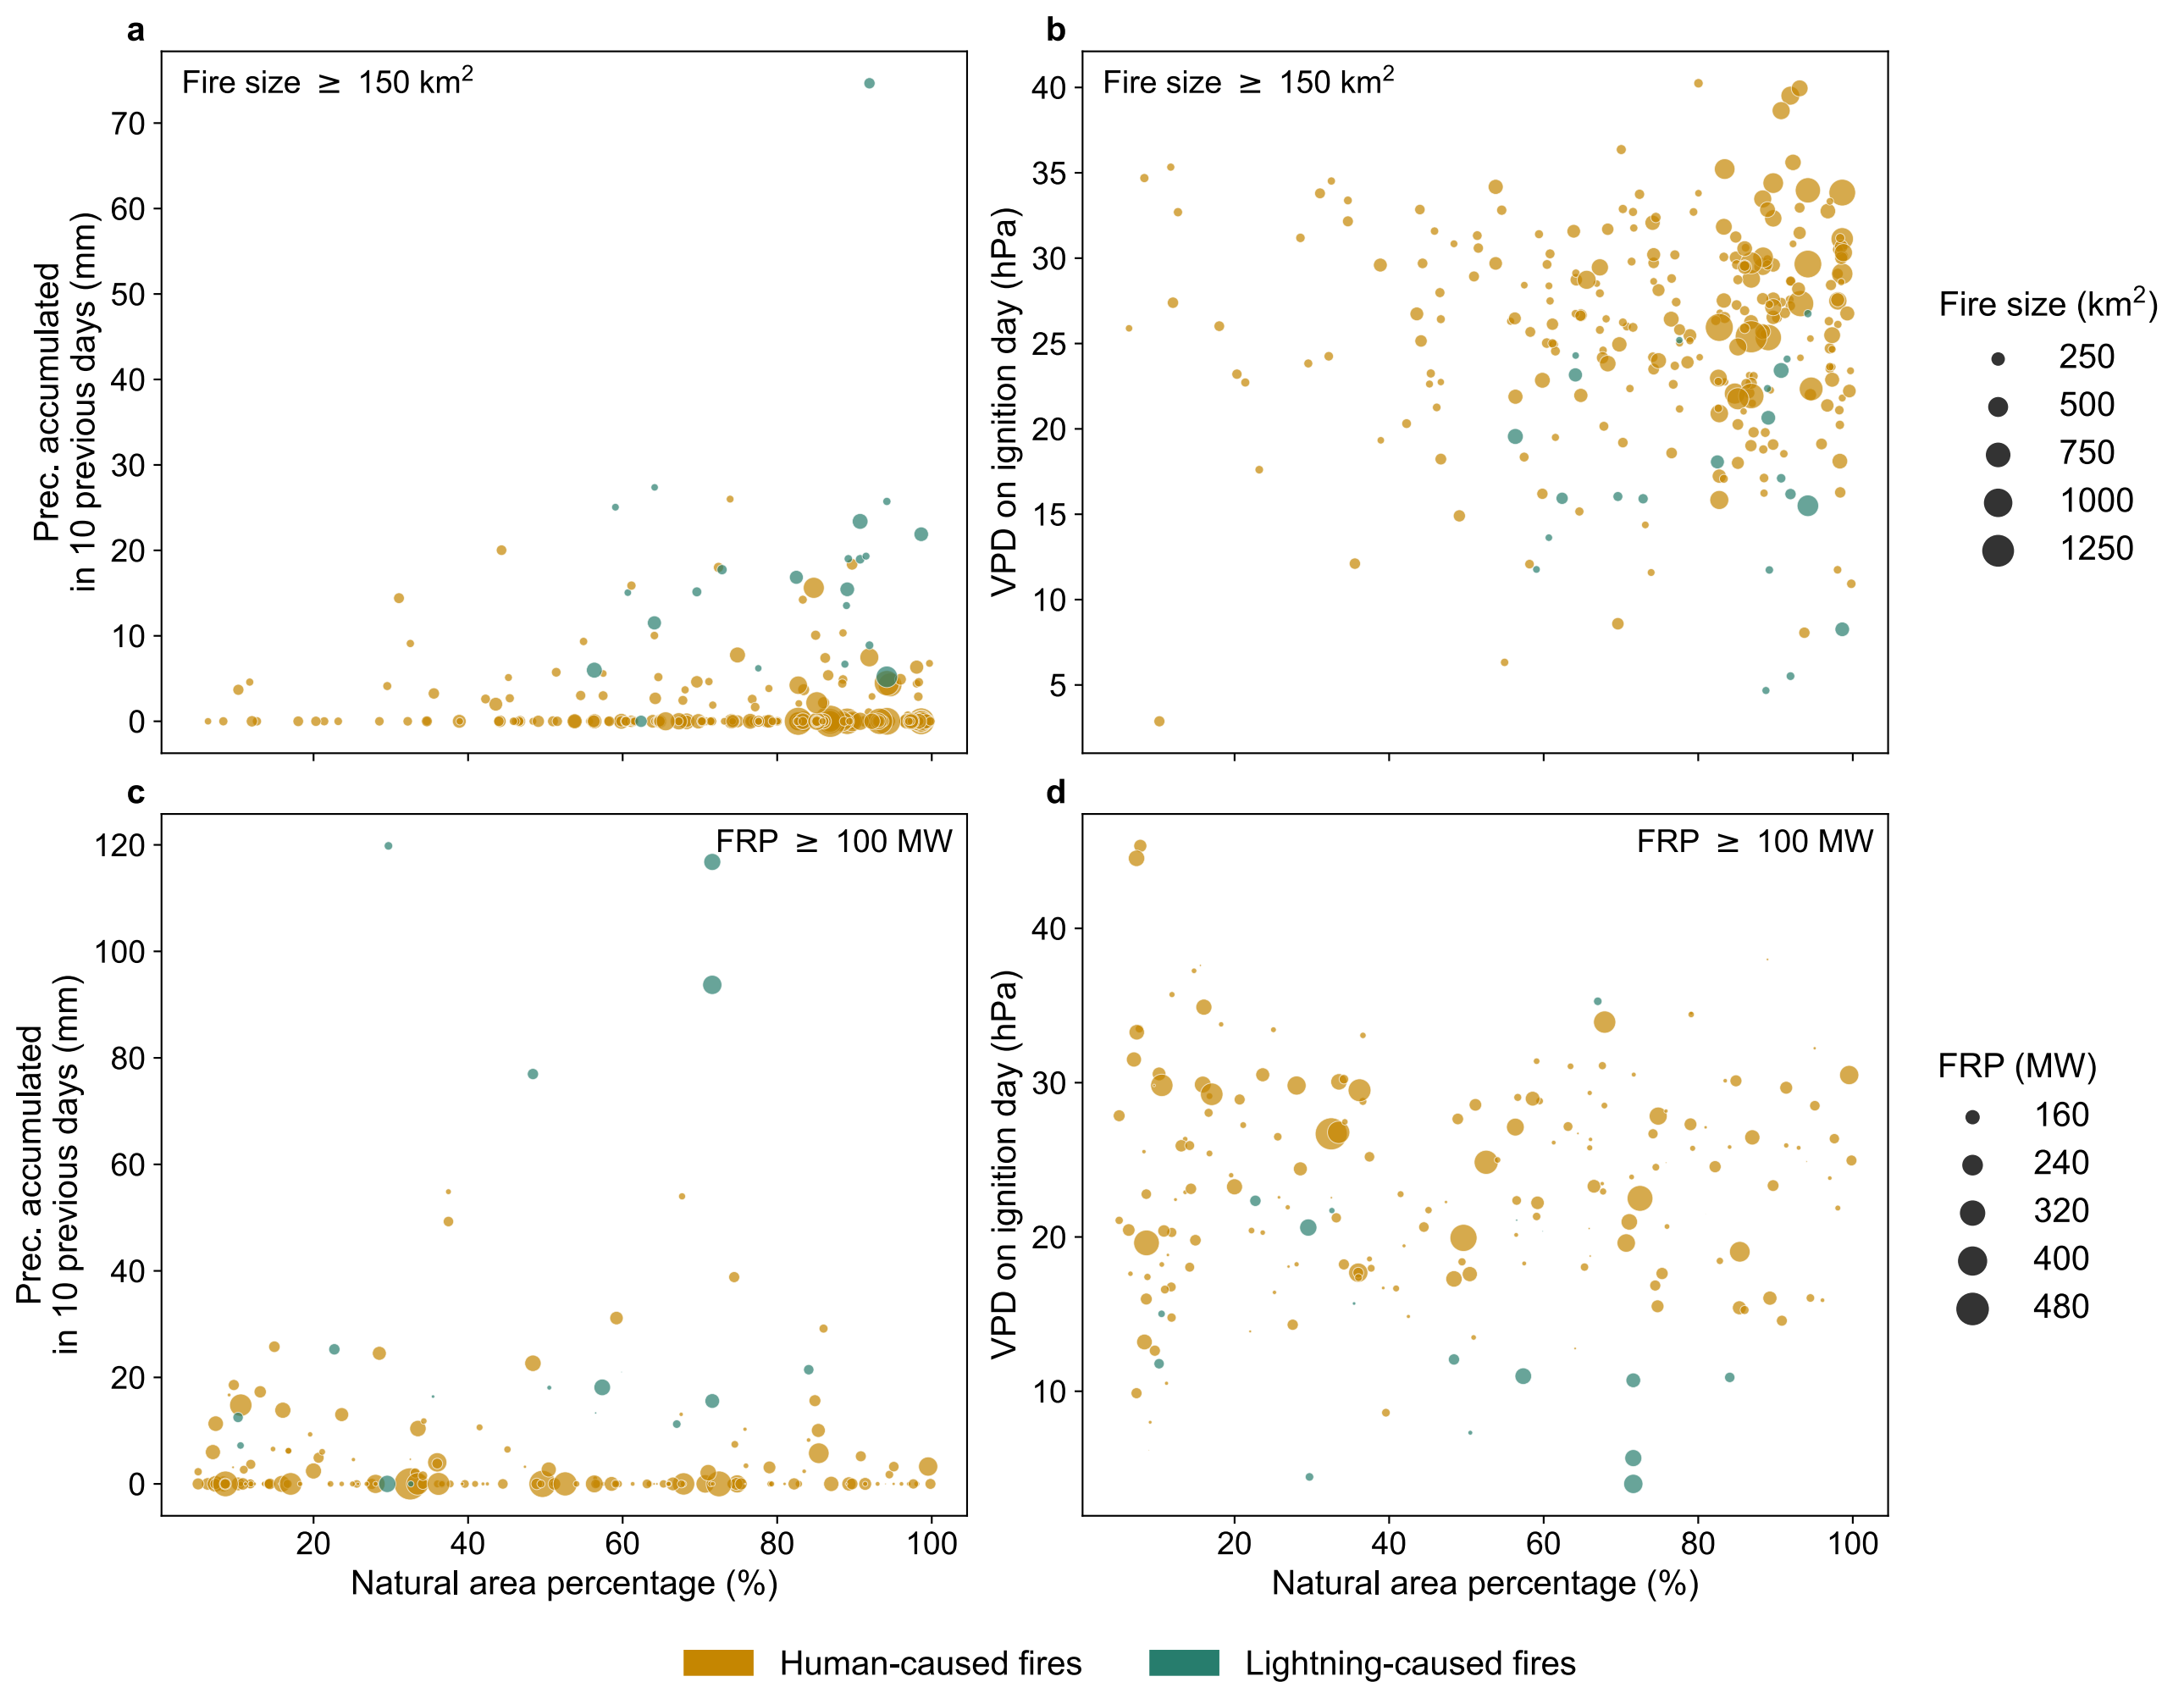 a
Fire size ≥ 150 km²
Prec. accumulated
in 10 previous days (mm)
70
60
50
40
30
20
10
0
b
Fire size ≥ 150 km²
VPD on ignition day (hPa)
40
35
30
25
20
15
10
5
Fire size (km²)
250
500
750
1000
1250
c
FRP ≥ 100 MW
Prec. accumulated
in 10 previous days (mm)
120
100
80
60
40
20
0
20 40 60 80 100
Natural area percentage (%)
d
FRP ≥ 100 MW
VPD on ignition day (hPa)
40
30
20
10
20 40 60 80 100
Natural area percentage (%)
FRP (MW)
160
240
320
400
480
Human-caused fires
Lightning-caused fires